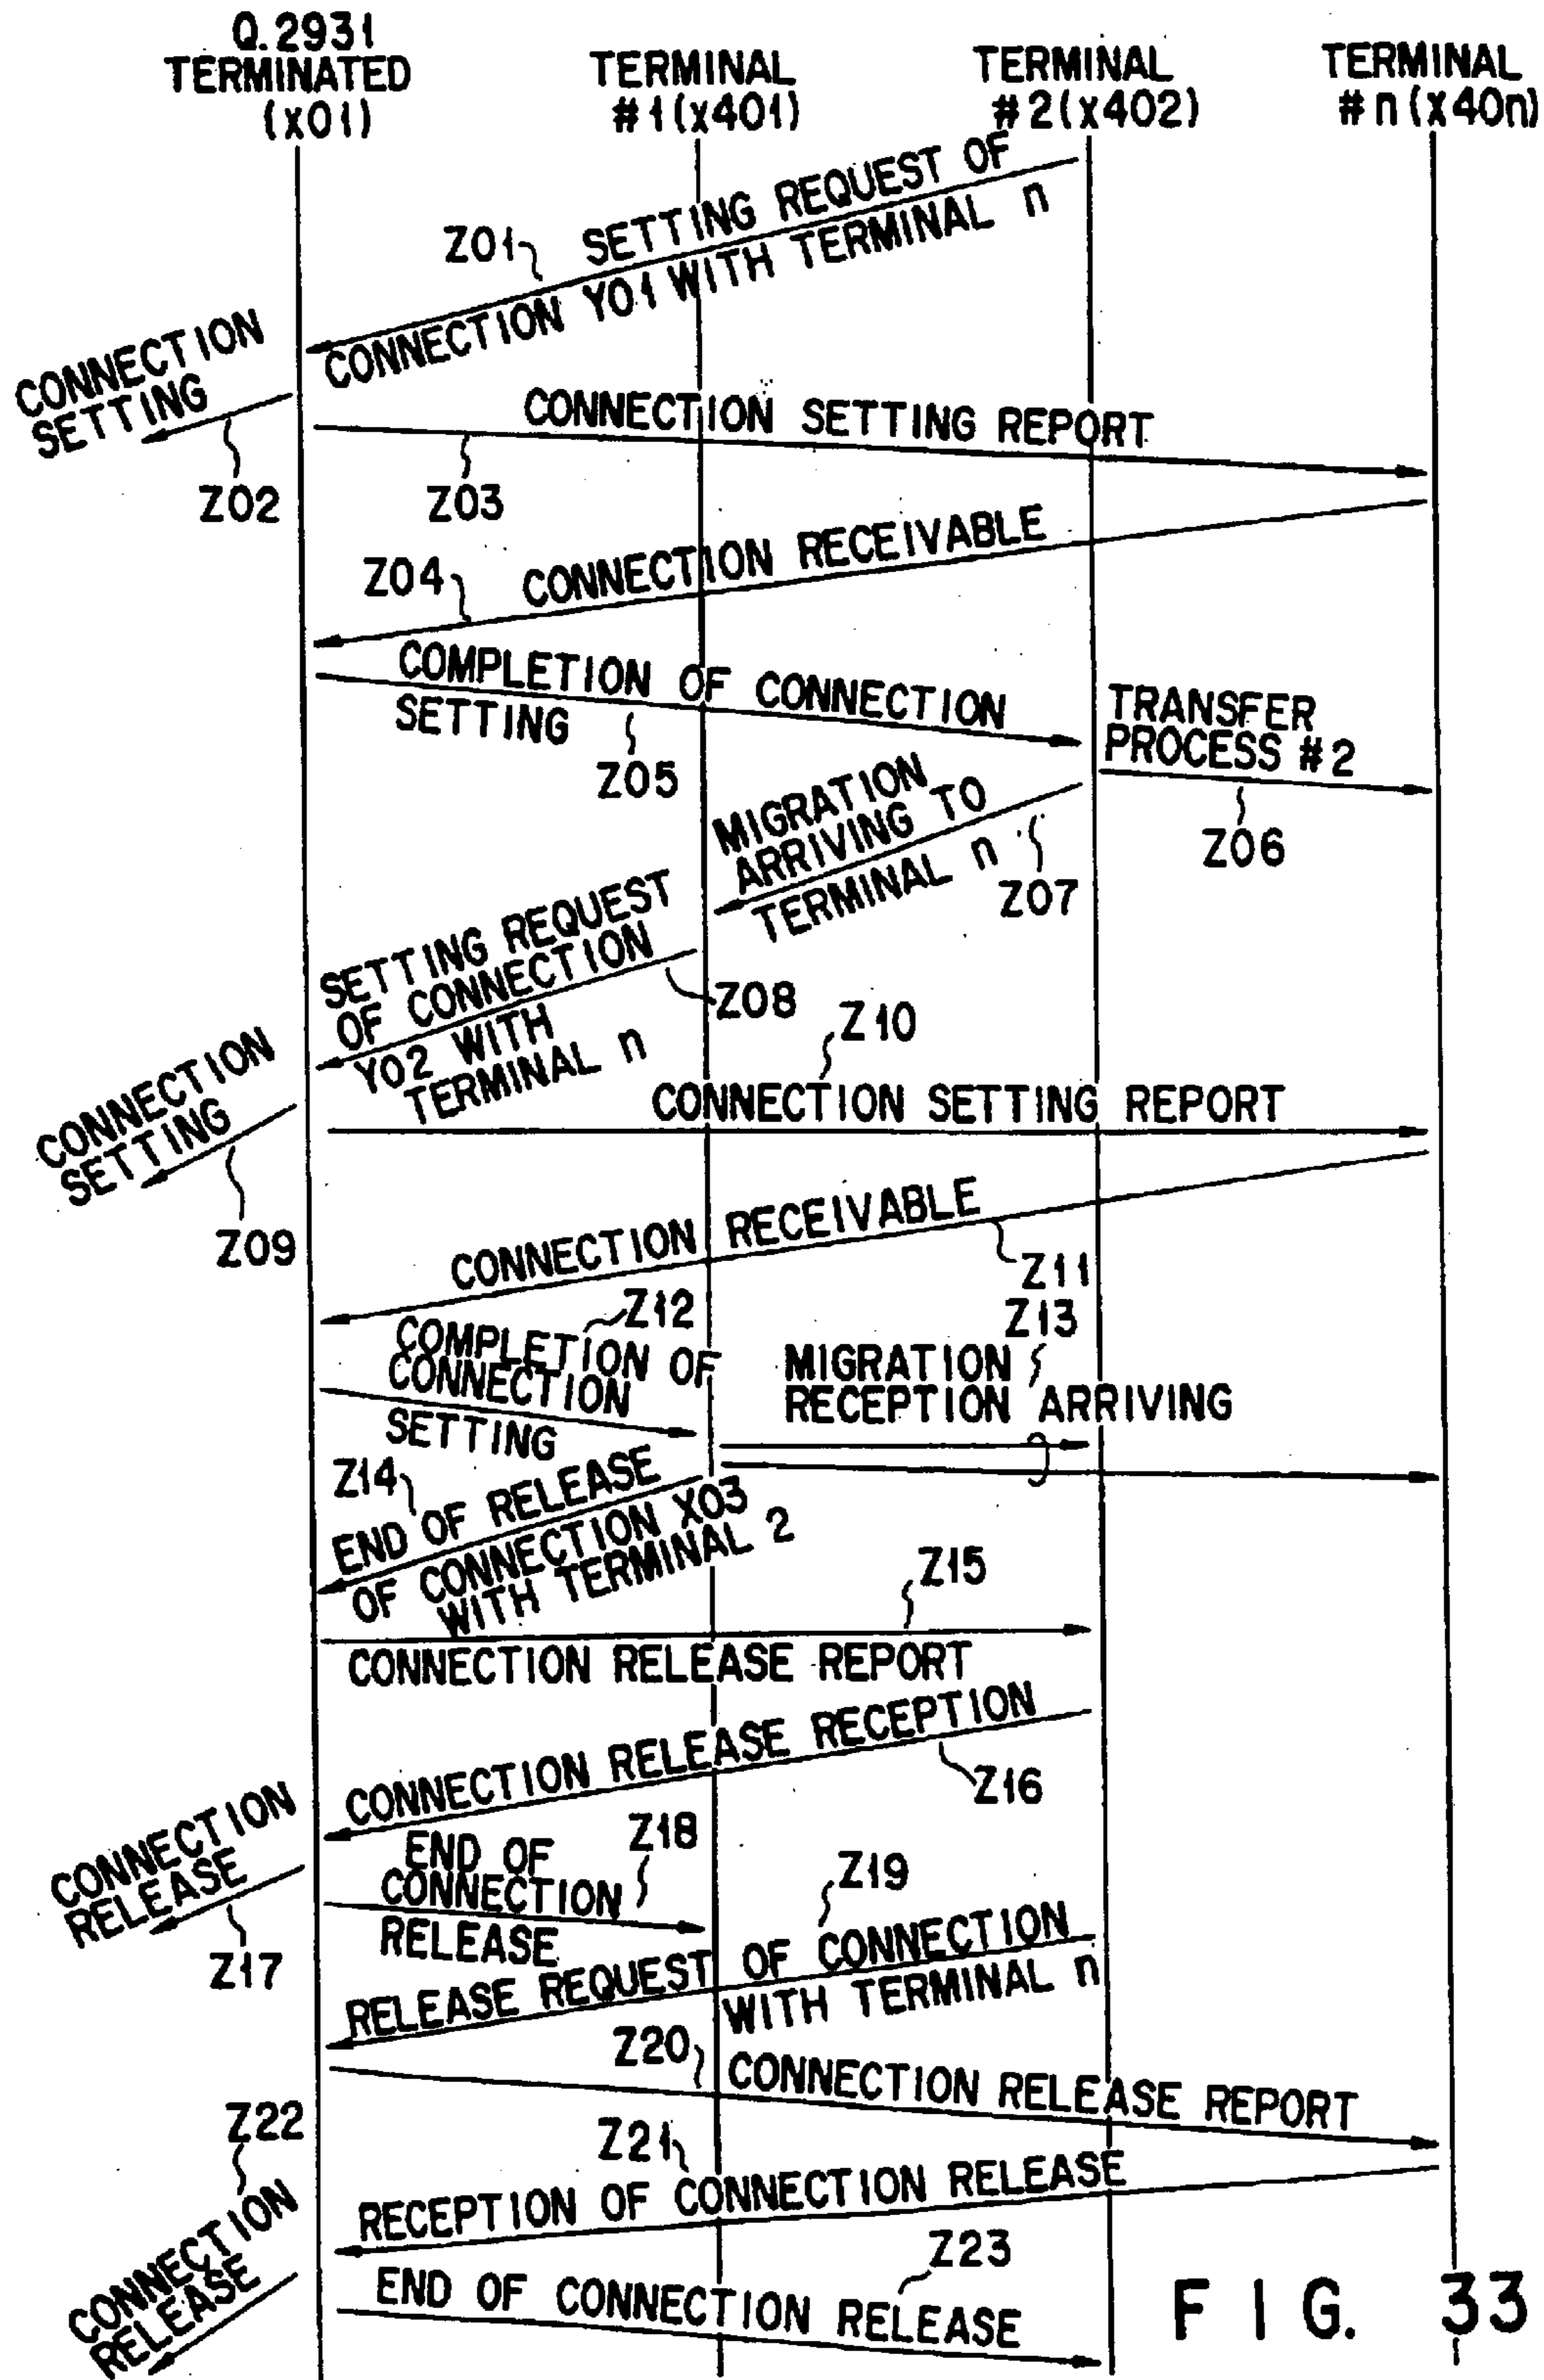 Q.2931
TERMINATED
(X01)
TERMINAL
#1(X401)
TERMINAL
#2(X402)
TERMINAL
#n(X40n)
Z01
SETTING REQUEST OF
CONNECTION Y01 WITH TERMINAL n
CONNECTION
SETTING
Z02
CONNECTION SETTING REPORT
Z03
Z04
CONNECTION RECEIVABLE
COMPLETION OF CONNECTION
SETTING
Z05
TRANSFER
PROCESS #2
Z06
MIGRATION
ARRIVING TO
TERMINAL n
Z07
SETTING REQUEST
OF CONNECTION
Y02 WITH
TERMINAL n
Z08
Z10
CONNECTION SETTING REPORT
CONNECTION
SETTING
Z09
CONNECTION RECEIVABLE
Z11
Z12
COMPLETION OF
CONNECTION
SETTING
Z13
MIGRATION
RECEPTION ARRIVING
Z14
END OF RELEASE
OF CONNECTION X03
WITH TERMINAL 2
Z15
CONNECTION RELEASE REPORT
CONNECTION RELEASE RECEPTION
Z16
CONNECTION
RELEASE
Z17
Z18
END OF
CONNECTION
RELEASE
Z19
RELEASE REQUEST OF CONNECTION
WITH TERMINAL n
Z20
CONNECTION RELEASE REPORT
Z22
CONNECTION
RELEASE
Z21
RECEPTION OF CONNECTION RELEASE
Z23
END OF CONNECTION RELEASE
FIG. 33